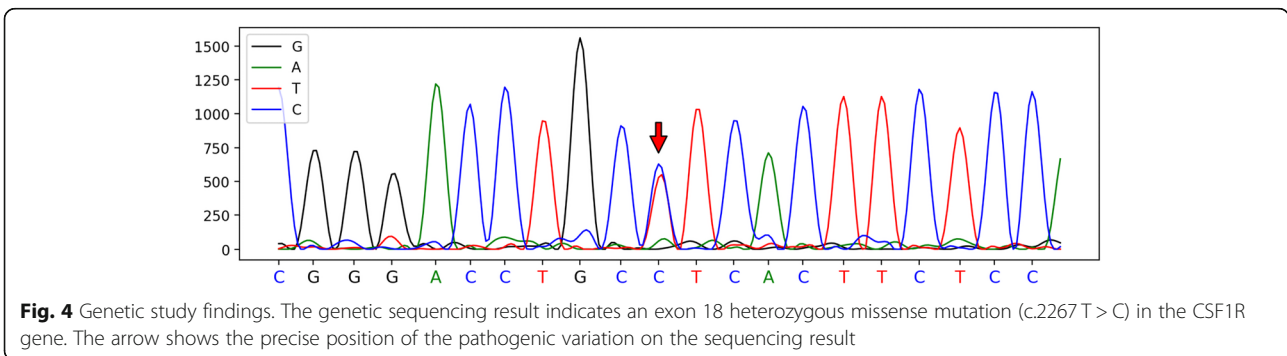 1500
1250
1000
750
500
250
0
G
A
T
C
C G G G A C C T G C C T C A C T T C T C C
Fig. 4 Genetic study findings. The genetic sequencing result indicates an exon 18 heterozygous missense mutation (c.2267 T > C) in the CSF1R
gene. The arrow shows the precise position of the pathogenic variation on the sequencing result